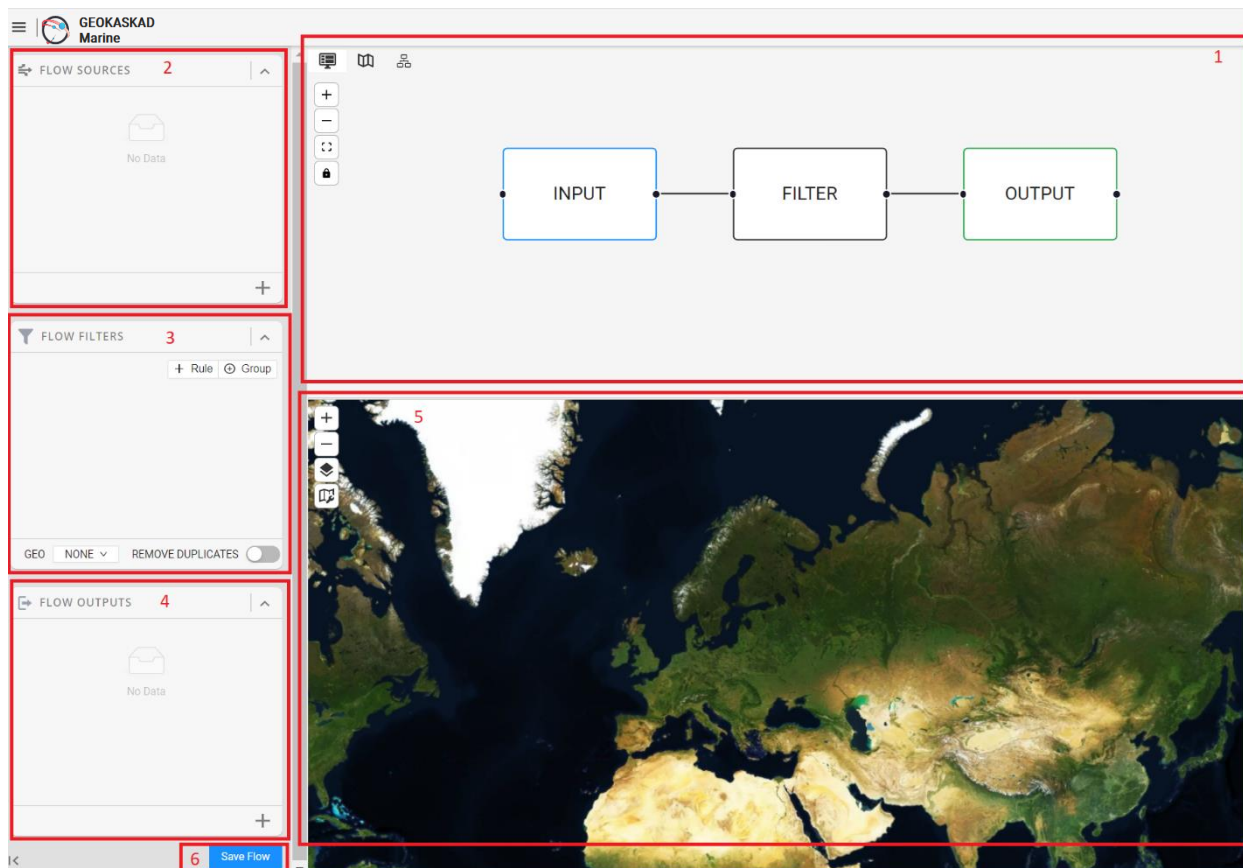 GEOKASKAD
Marine
FLOW SOURCES 2
No Data
FLOW FILTERS 3
+ Rule Group
GEO NONE REMOVE DUPLICATES
FLOW OUTPUTS 4
No Data
6 Save Flow
1
INPUT FILTER OUTPUT
5